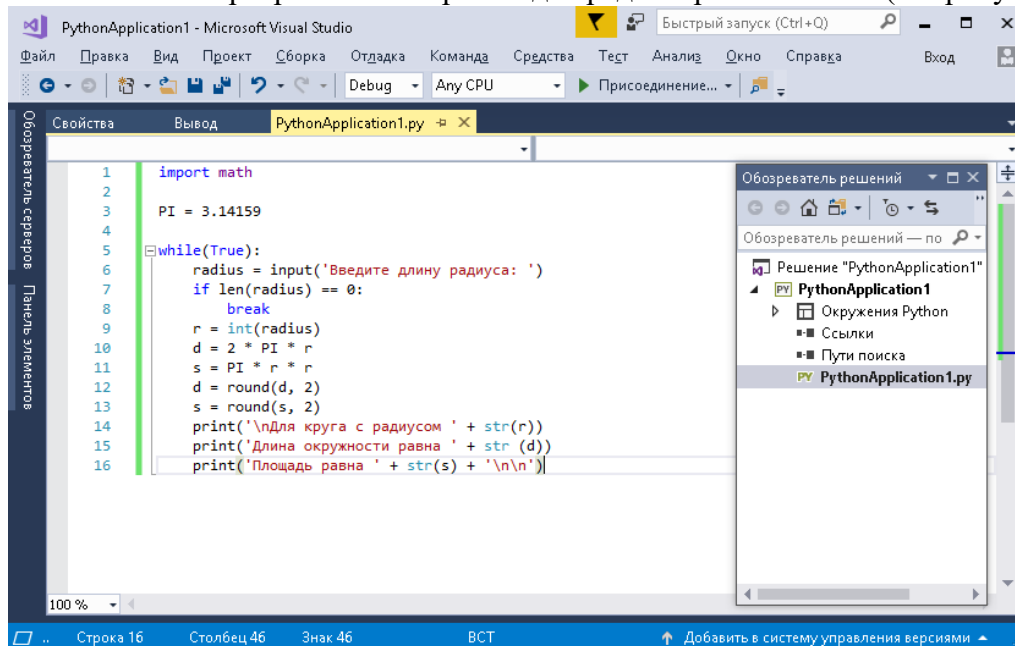 PythonApplication1 - Microsoft Visual Studio
Быстрый запуск (Ctrl+Q)
Файл Правка Вид Проект Сборка Отладка Команда Средства Тест Анализ Окно Справка Вход
Debug Any CPU Присоединение...
Обозреватель серверов
Панель элементов
Свойства Вывод PythonApplication1.py
1 import math
2
3 PI = 3.14159
4
5 while(True):
6 radius = input('Введите длину радиуса: ')
7 if len(radius) == 0:
8 break
9 r = int(radius)
10 d = 2 * PI * r
11 s = PI * r * r
12 d = round(d, 2)
13 s = round(s, 2)
14 print('\nДля круга с радиусом ' + str(r))
15 print('Длина окружности равна ' + str (d))
16 print('Площадь равна ' + str(s) + '\n\n')
Обозреватель решений
Обозреватель решений — по
Решение "PythonApplication1"
PY PythonApplication1
Окружения Python
Ссылки
Пути поиска
PY PythonApplication1.py
100 %
Строка 16 Столбец 46 Знак 46 ВСТ Добавить в систему управления версиями